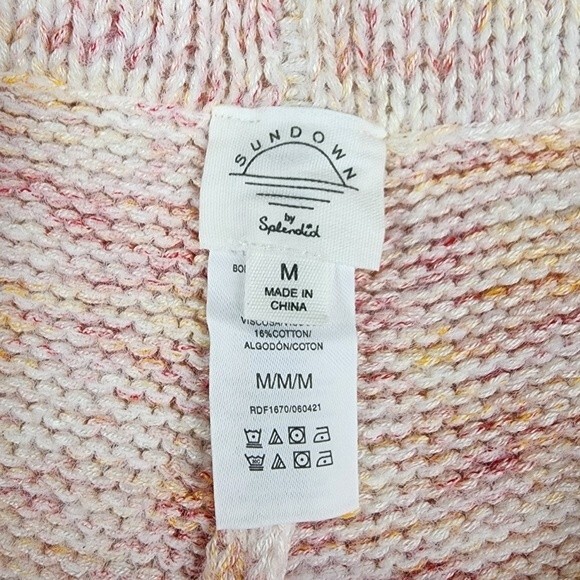 SUNDOWN
by
Splendid
M
MADE IN
CHINA
16%COTTON/
ALGODÓN/COTON
M/M/M
RDF1670/060421